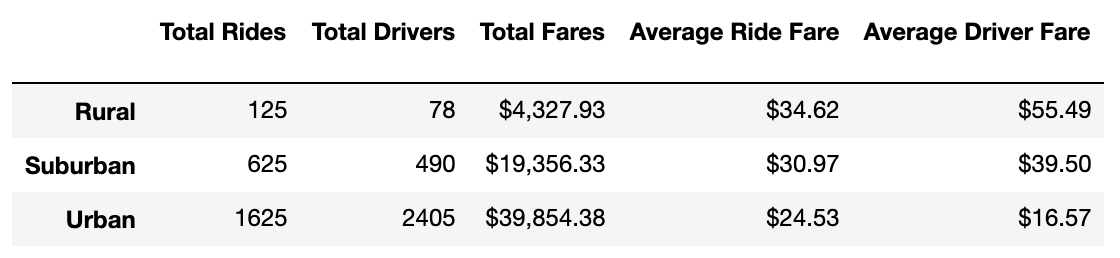 Total Rides Total Drivers Total Fares Average Ride Fare Average Driver Fare
Rural 125 78 $4,327.93 $34.62 $55.49
Suburban 625 490 $19,356.33 $30.97 $39.50
Urban 1625 2405 $39,854.38 $24.53 $16.57